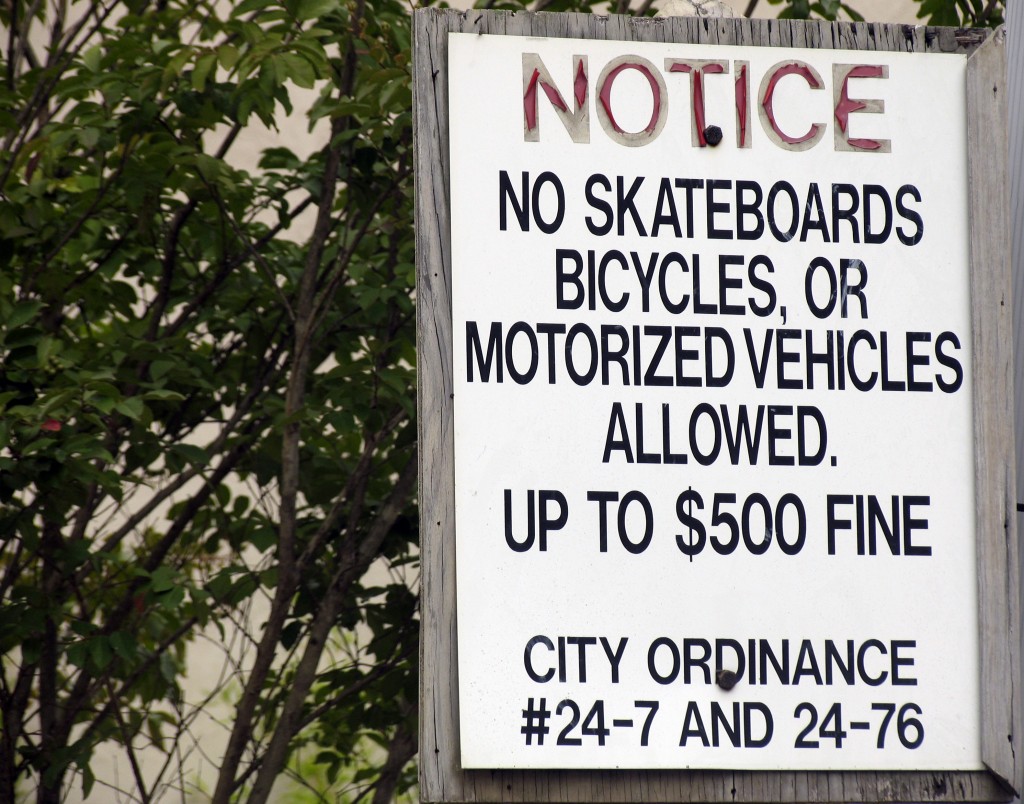 NOTICE
NO SKATEBOARDS
BICYCLES, OR
MOTORIZED VEHICLES
ALLOWED.
UP TO $500 FINE
CITY ORDINANCE
#24-7 AND 24-76